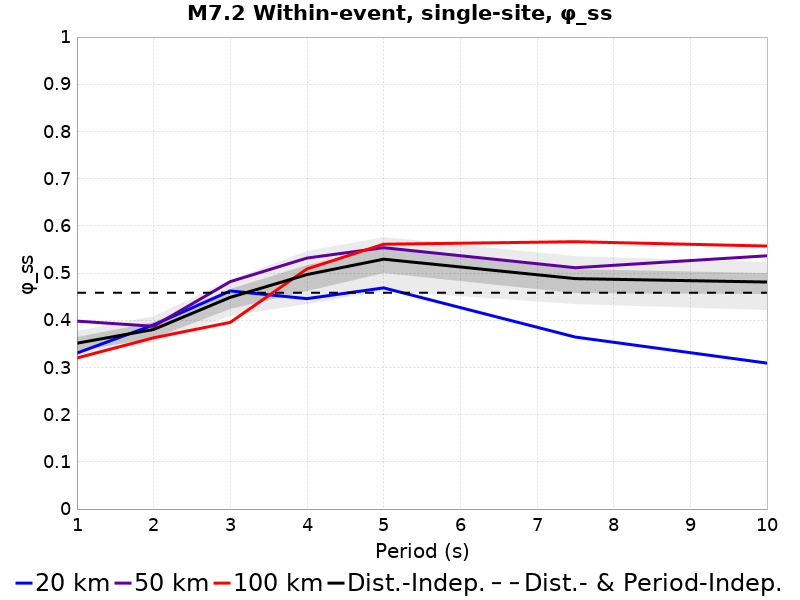 M7.2 Within-event, single-site, φ_ss
1
0.9
0.8
0.7
0.6
0.5
0.4
0.3
0.2
0.1
0
φ_ss
1 2 3 4 5 6 7 8 9 10
Period (s)
20 km 50 km 100 km Dist.-Indep. Dist.- & Period-Indep.